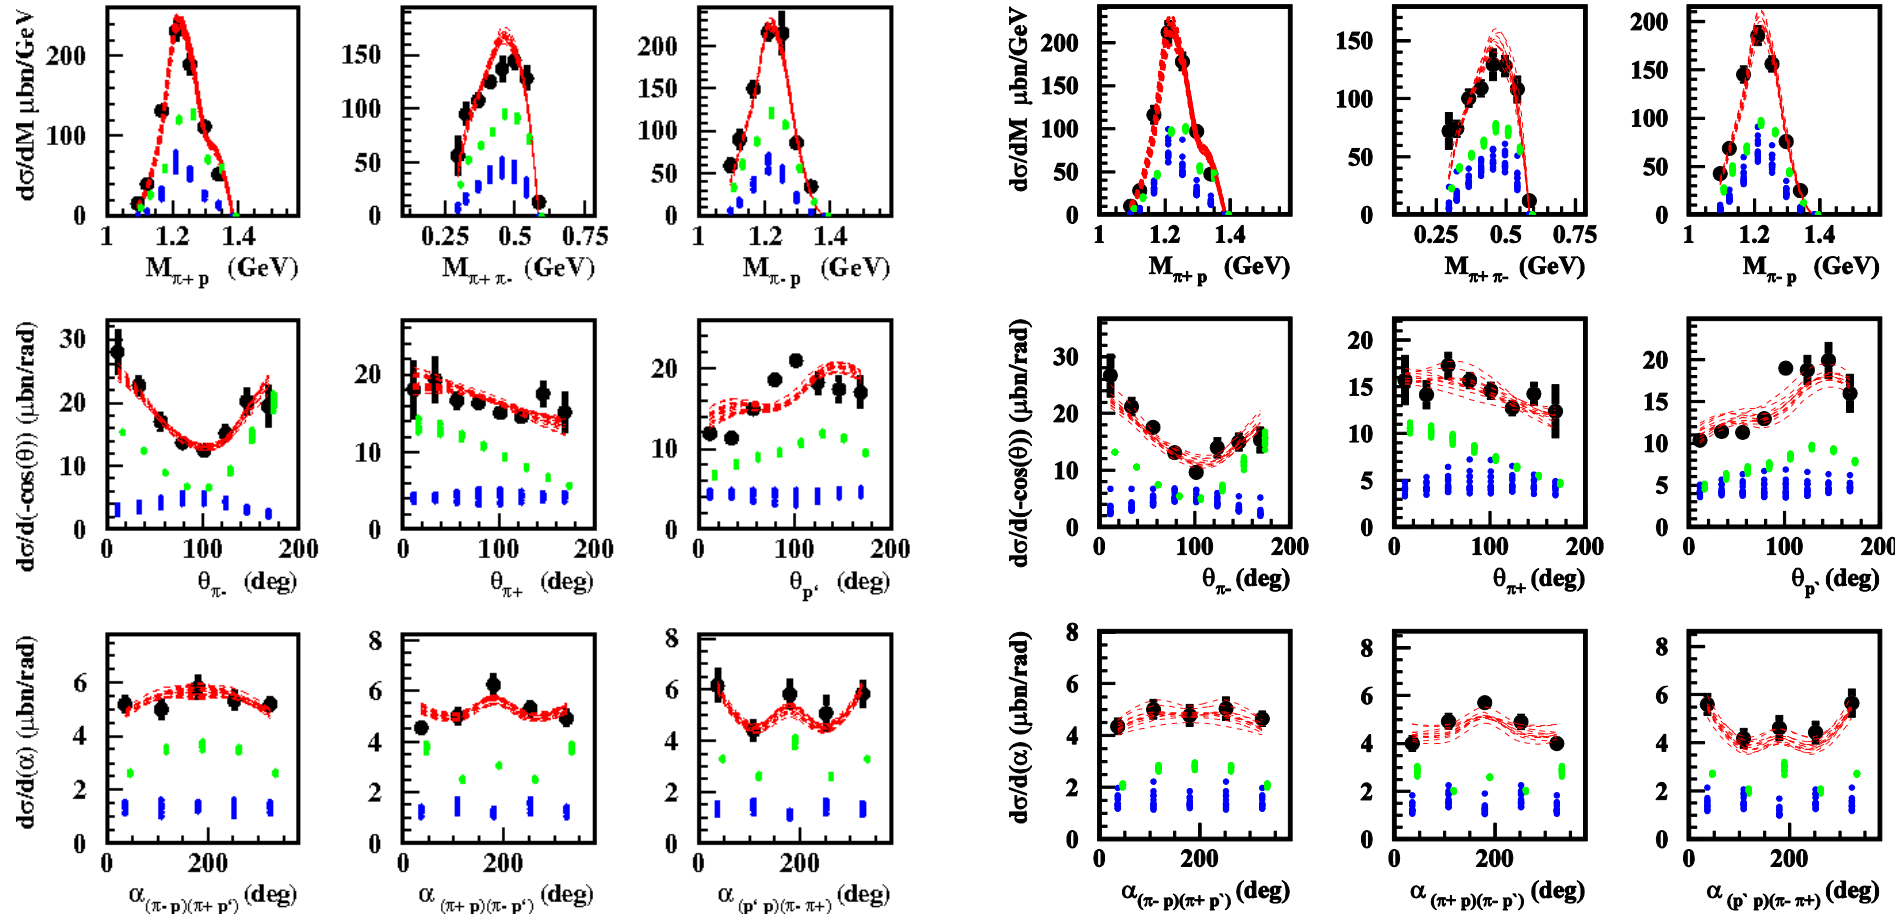 dσ/dM μbn/GeV
200
100
0
1 1.2 1.4
M π+ p (GeV)
150
100
50
0
0.25 0.5 0.75
M π+ π- (GeV)
200
150
100
50
0
1 1.2 1.4
M π- p (GeV)
dσ/dM μbn/GeV
200
150
100
50
0
1 1.2 1.4
M π+ p (GeV)
150
100
50
0
0.25 0.5 0.75
M π+ π- (GeV)
200
150
100
50
0
1 1.2 1.4
M π- p (GeV)
dσ/d(-cos(θ)) (μbn/rad)
30
20
10
0
0 100 200
θ π- (deg)
20
10
0
0 100 200
θ π+ (deg)
20
10
0
0 100 200
θ p‘ (deg)
dσ/d(-cos(θ)) (μbn/rad)
30
20
10
0
0 100 200
θ π- (deg)
20
15
10
5
0
0 100 200
θ π+ (deg)
20
15
10
5
0
0 100 200
θ p` (deg)
dσ/d(α) (μbn/rad)
8
6
4
2
0
0 200
α (π- p)(π+ p‘) (deg)
8
6
4
2
0
0 200
α (π+ p)(π- p‘) (deg)
8
6
4
2
0
0 200
α (p‘ p)(π- π+) (deg)
dσ/d(α) (μbn/rad)
8
6
4
2
0
0 200
α (π- p)(π+ p`) (deg)
8
6
4
2
0
0 200
α (π+ p)(π- p`) (deg)
8
6
4
2
0
0 200
α (p` p)(π- π+) (deg)